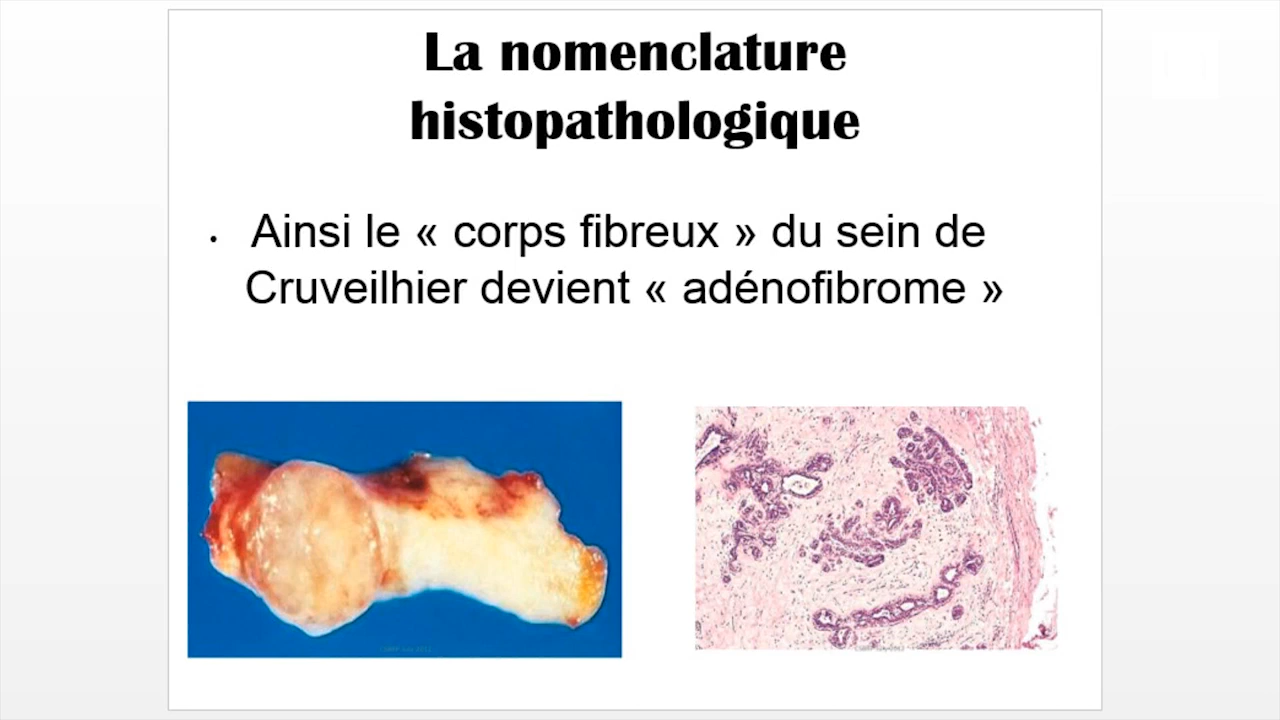 La nomenclature
histopathologique
• Ainsi le « corps fibreux » du sein de
Cruveilhier devient « adénofibrome »